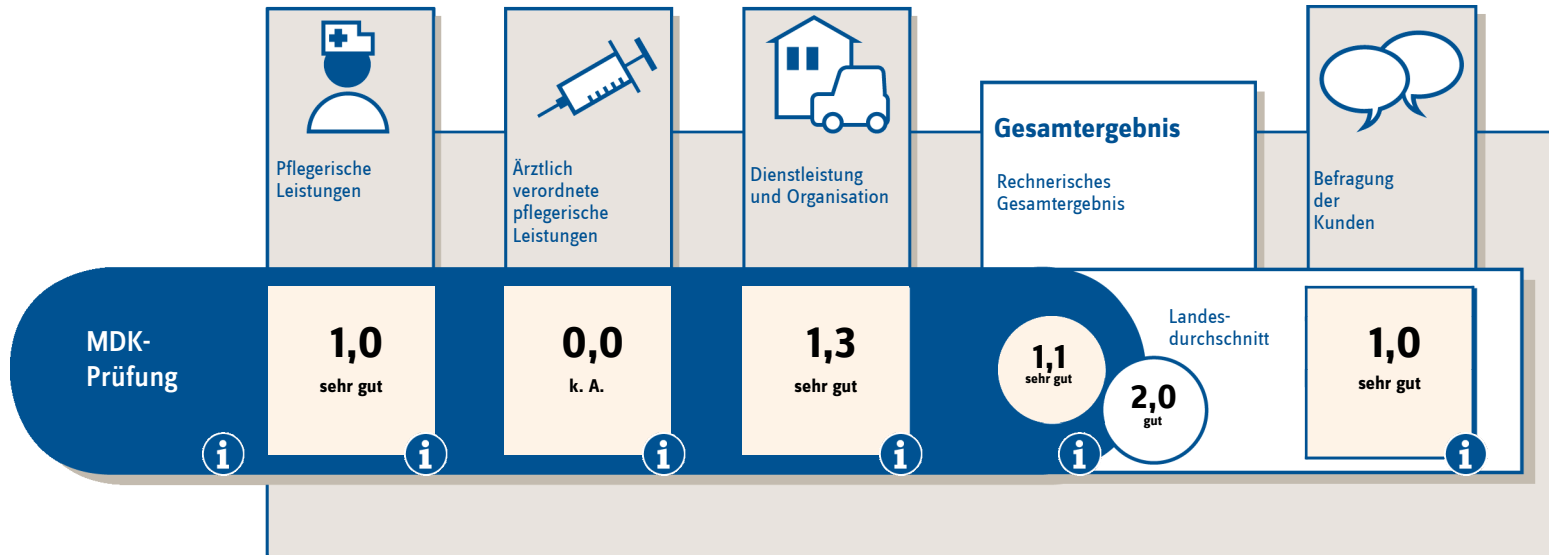 Pflegerische
Leistungen
Ärztlich
verordnete
pflegerische
Leistungen
Dienstleistung
und Organisation
Gesamtergebnis
Rechnerisches
Gesamtergebnis
Befragung
der
Kunden
MDK-
Prüfung
1,0
sehr gut
0,0
k. A.
1,3
sehr gut
1,1
sehr gut
Landes-
durchschnitt
2,0
gut
1,0
sehr gut
i
i
i
i
i
i